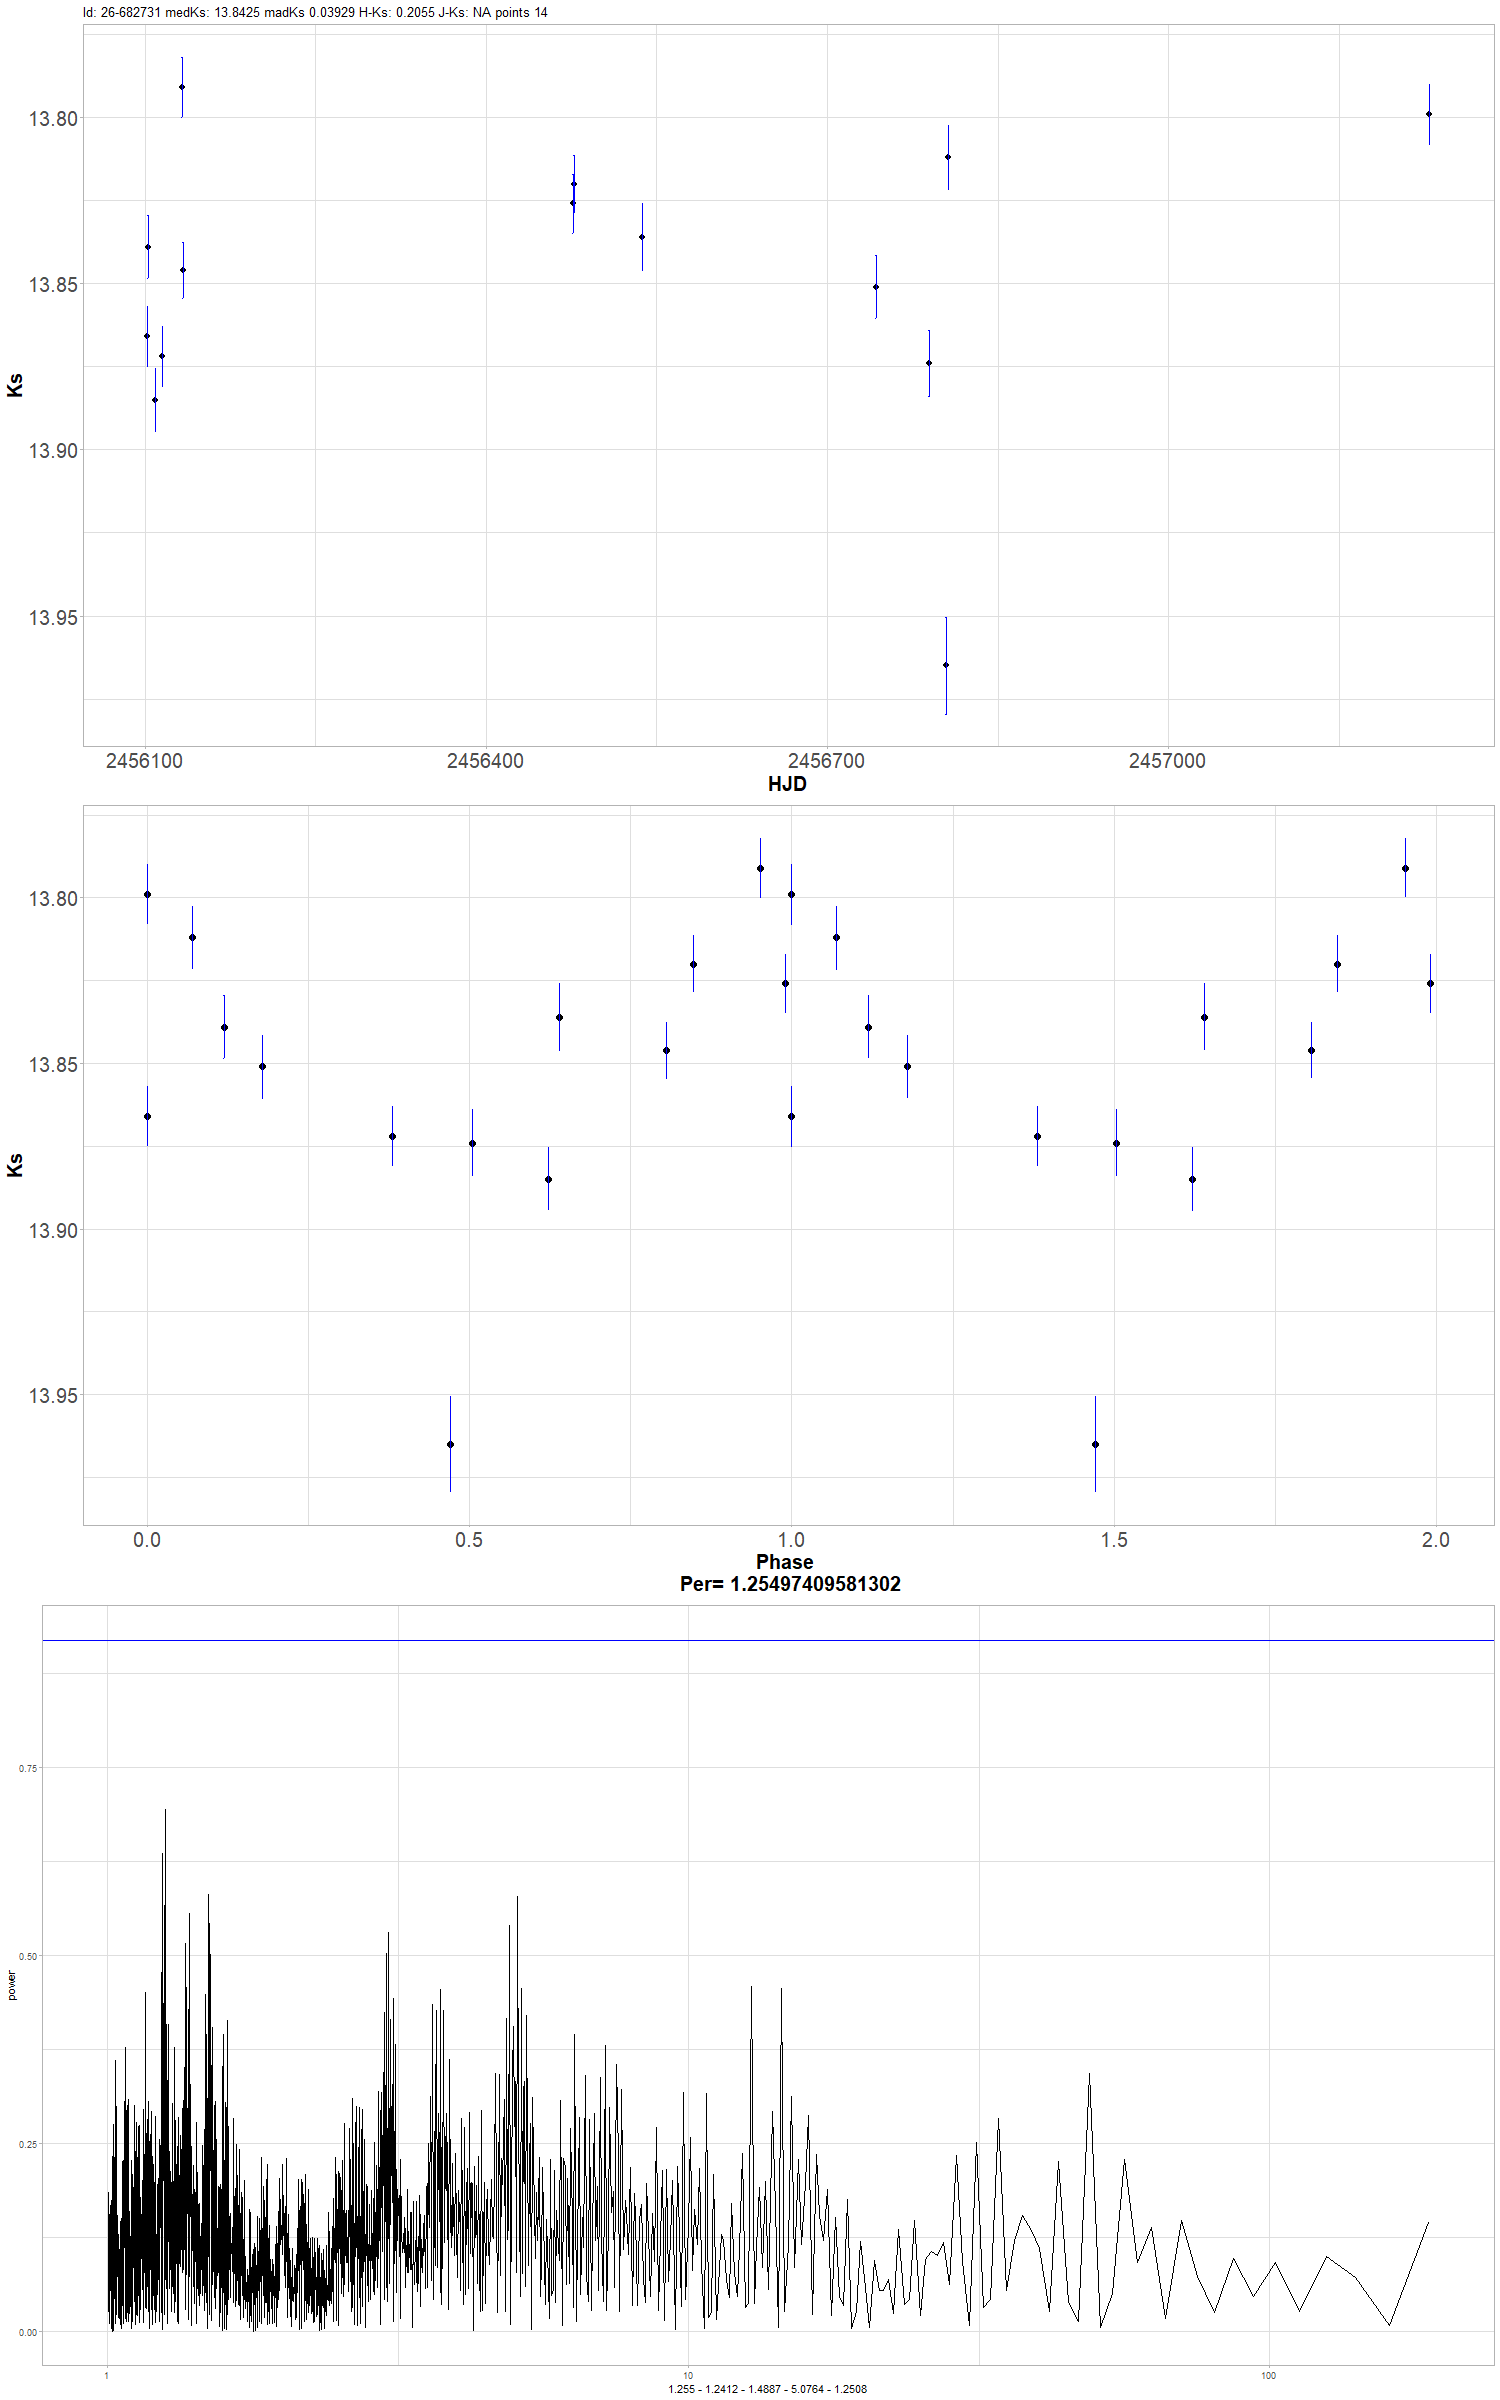 Id: 26-682731 medKs: 13.8425 madKs 0.03929 H-Ks: 0.2055 J-Ks: NA points 14
13.80
13.85
13.90
13.95
Ks
2456100 2456400 2456700 2457000
HJD
13.80
13.85
13.90
13.95
Ks
0.0 0.5 1.0 1.5 2.0
Phase
Per= 1.25497409581302
0.75
0.50
0.25
0.00
power
1 10 100
1.255 - 1.2412 - 1.4887 - 5.0764 - 1.2508